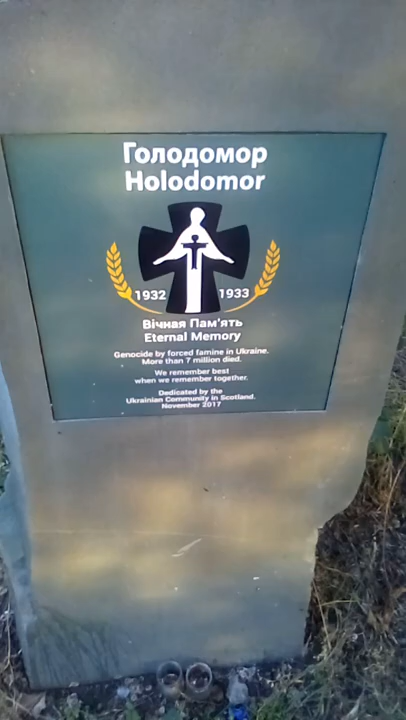 Голодомор
Holodomor
1932 1933
Вічная Пам'ять
Eternal Memory
Genocide by forced famine in Ukraine.
More than 7 million died.
We remember best
when we remember together.
Dedicated by the
Ukrainian Community in Scotland.
November 2017